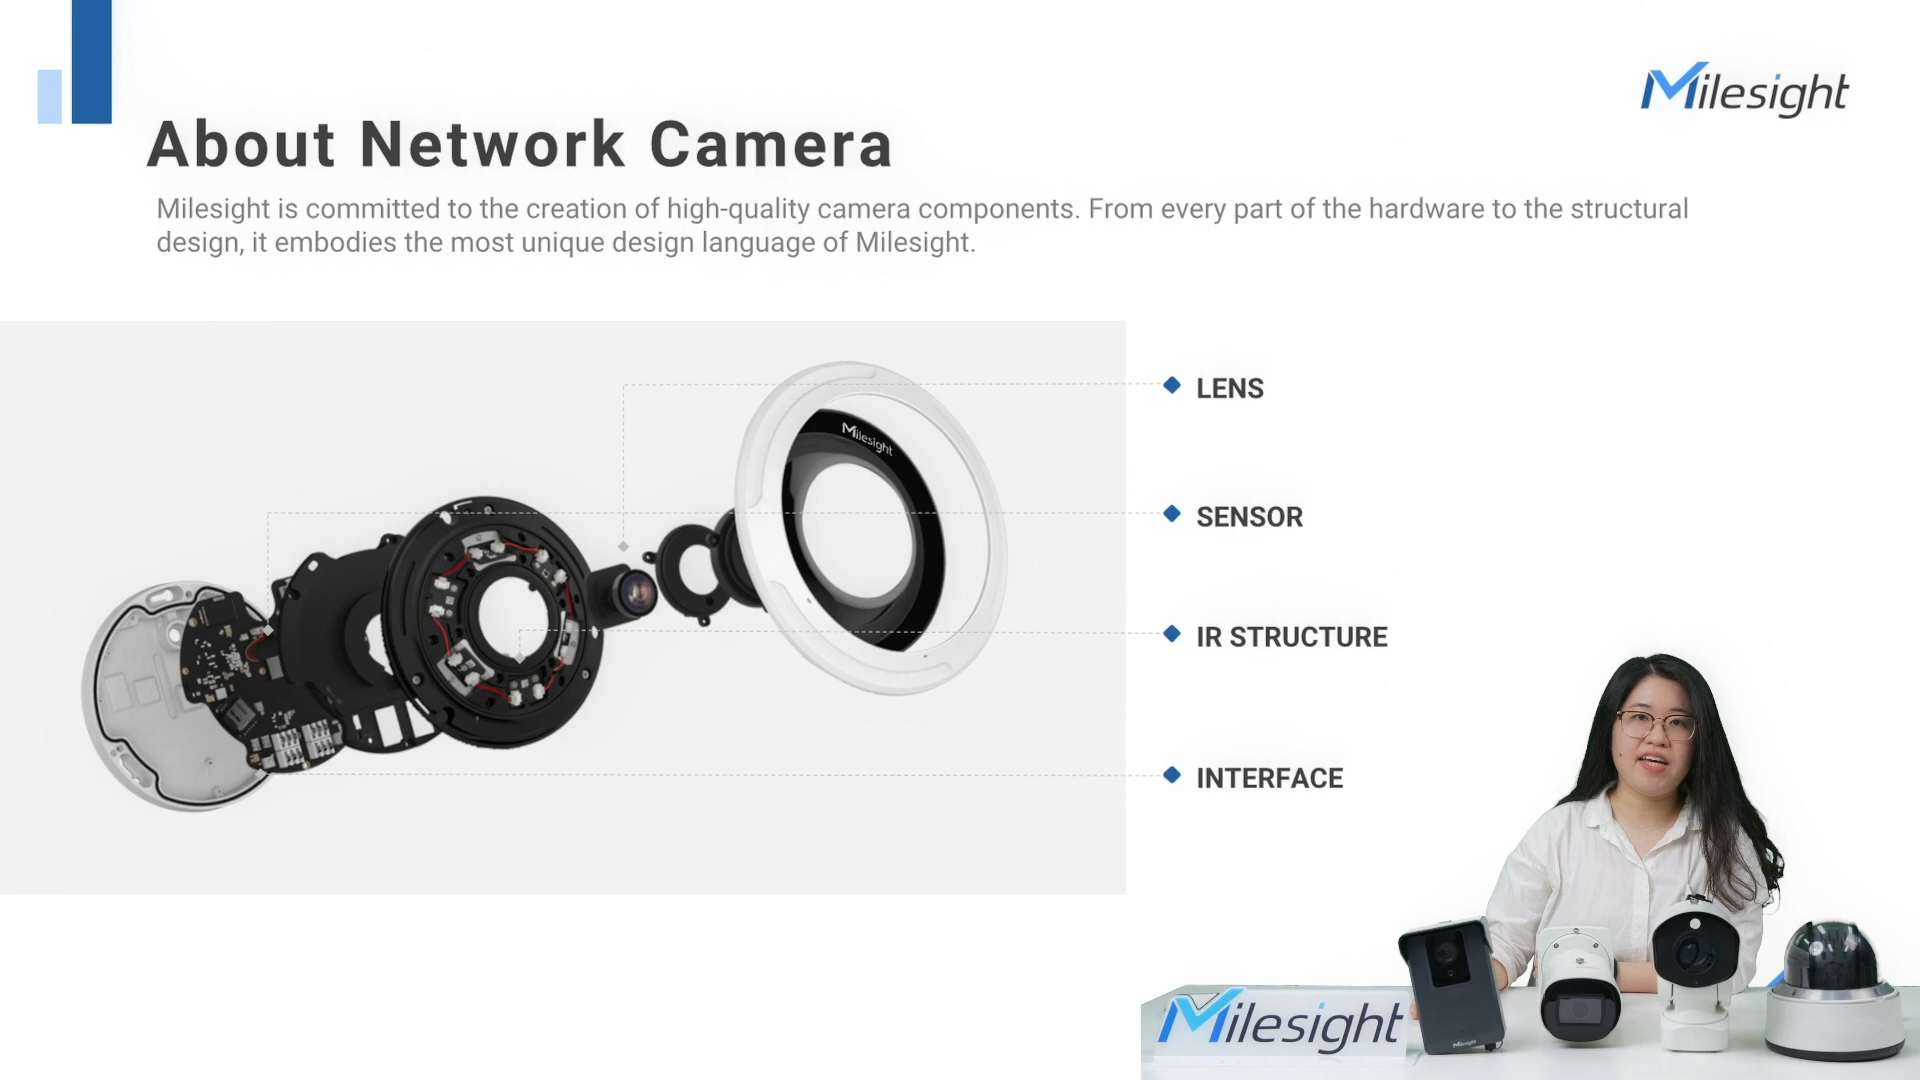 Milesight
About Network Camera
Milesight is committed to the creation of high-quality camera components. From every part of the hardware to the structural
design, it embodies the most unique design language of Milesight.
LENS
Milesight
SENSOR
IR STRUCTURE
INTERFACE
Milesight
Milesight